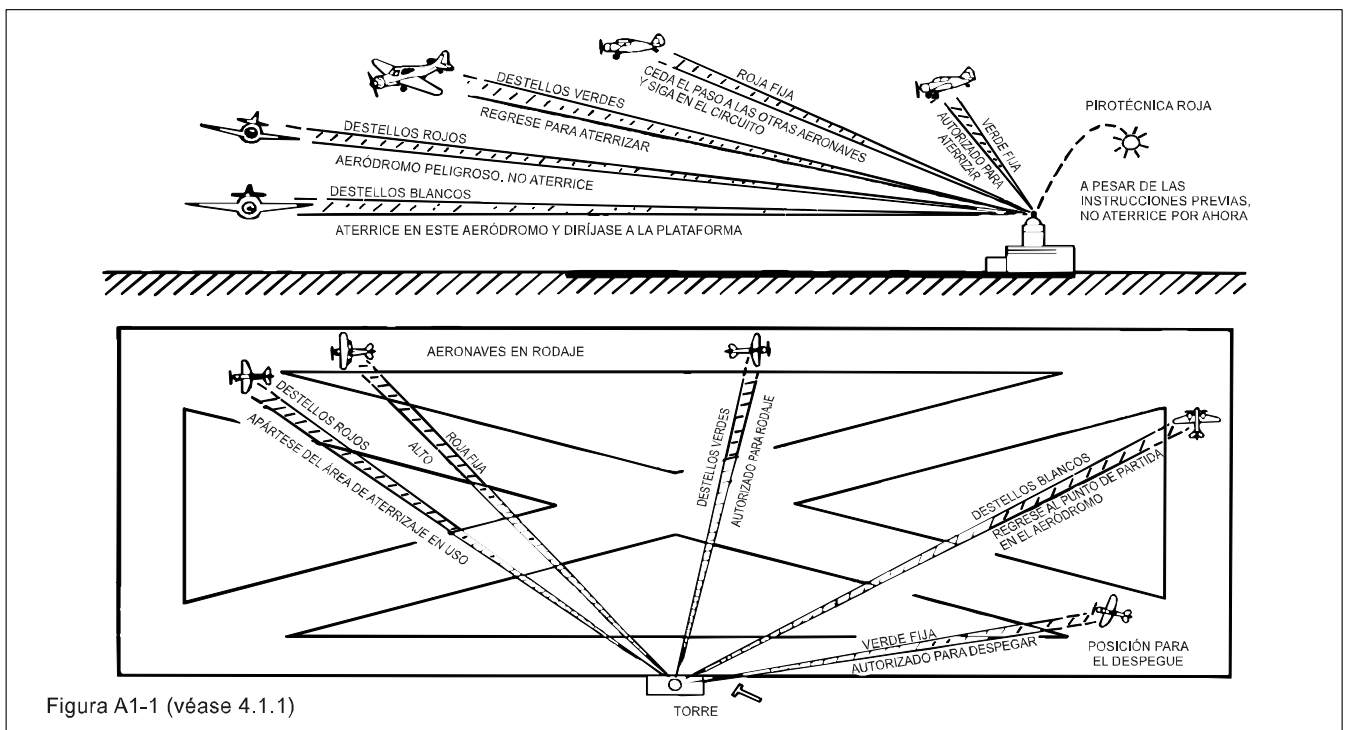 ROJA FIJA
CEDA EL PASO A LAS OTRAS AERONAVES
Y SIGA EN EL CIRCUITO
DESTELLOS VERDES
REGRESE PARA ATERRIZAR
VERDE FIJA
AUTORIZADO PARA
ATERRIZAR
PIROTÉCNICA ROJA
DESTELLOS ROJOS
AERÓDROMO PELIGROSO, NO ATERRICE
DESTELLOS BLANCOS
ATERRICE EN ESTE AERÓDROMO Y DIRÍJASE A LA PLATAFORMA
A PESAR DE LAS
INSTRUCCIONES PREVIAS,
NO ATERRICE POR AHORA
AERONAVES EN RODAJE
DESTELLOS ROJOS
APÁRTESE DEL ÁREA DE ATERRIZAJE EN USO
ROJA FIJA
ALTO
DESTELLOS VERDES
AUTORIZADO PARA RODAJE
DESTELLOS BLANCOS
REGRESE AL PUNTO DE PARTIDA
EN EL AERÓDROMO
VERDE FIJA
AUTORIZADO PARA DESPEGAR
POSICIÓN PARA
EL DESPEGUE
TORRE
Figura A1-1 (véase 4.1.1)